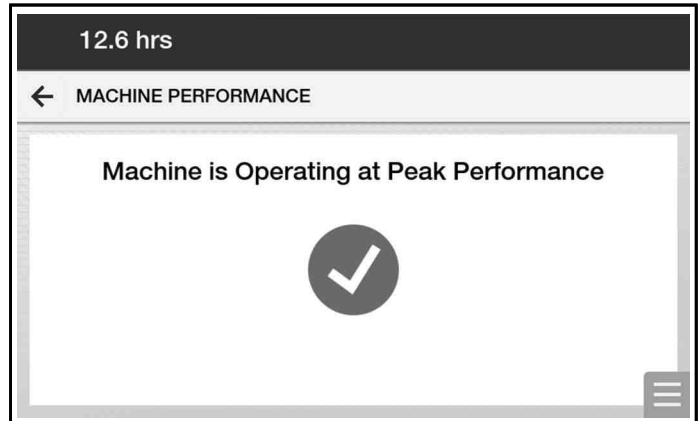 12.6 hrs
MACHINE PERFORMANCE
Machine is Operating at Peak Performance